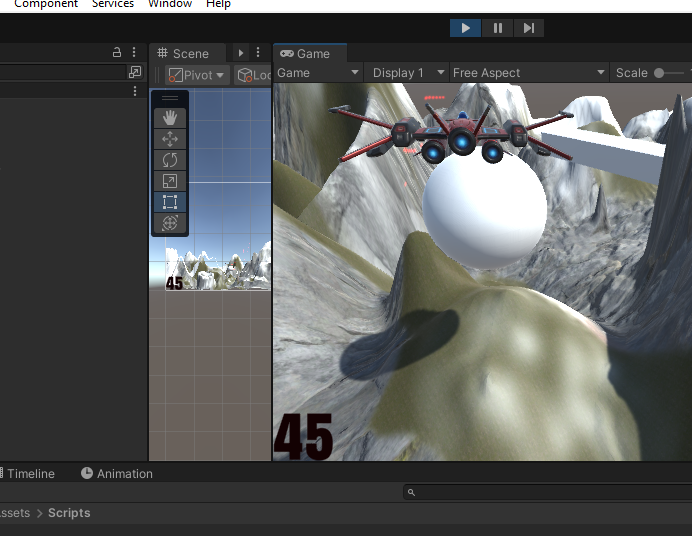 Component Services Window Help
Scene
Game
Pivot
Loc
Game
Display 1
Free Aspect
Scale
45
45
Timeline
Animation
ssets > Scripts